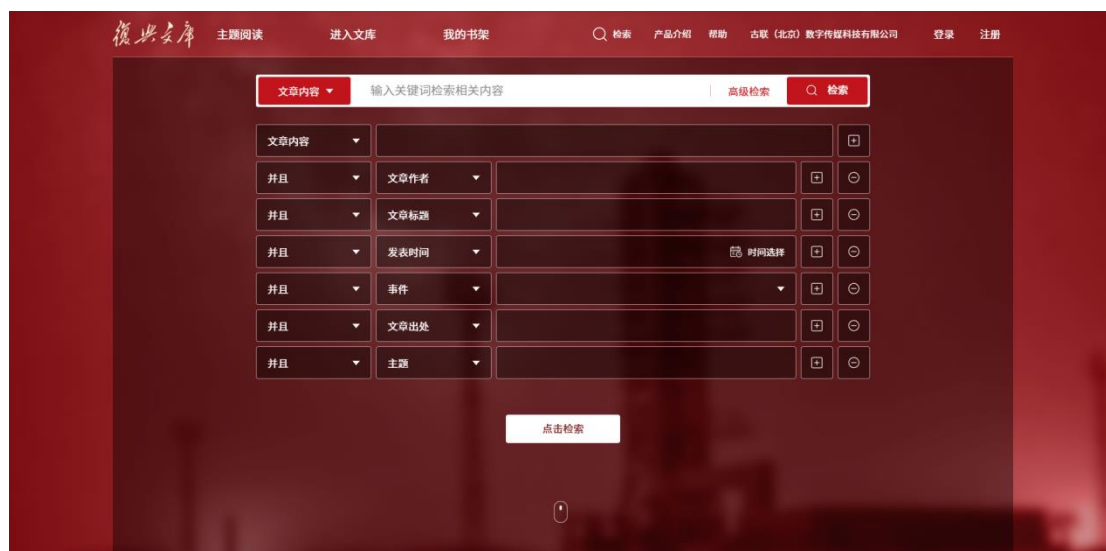 復兴文库 主题阅读 进入文库 我的书架 检索 产品介绍 帮助 古联（北京）数字传媒科技有限公司 登录 注册
文章内容 输入关键词检索相关内容 高级检索 检索
文章内容
并且 文章作者
并且 文章标题
并且 发表时间 时间选择
并且 事件
并且 文章出处
并且 主题
点击检索